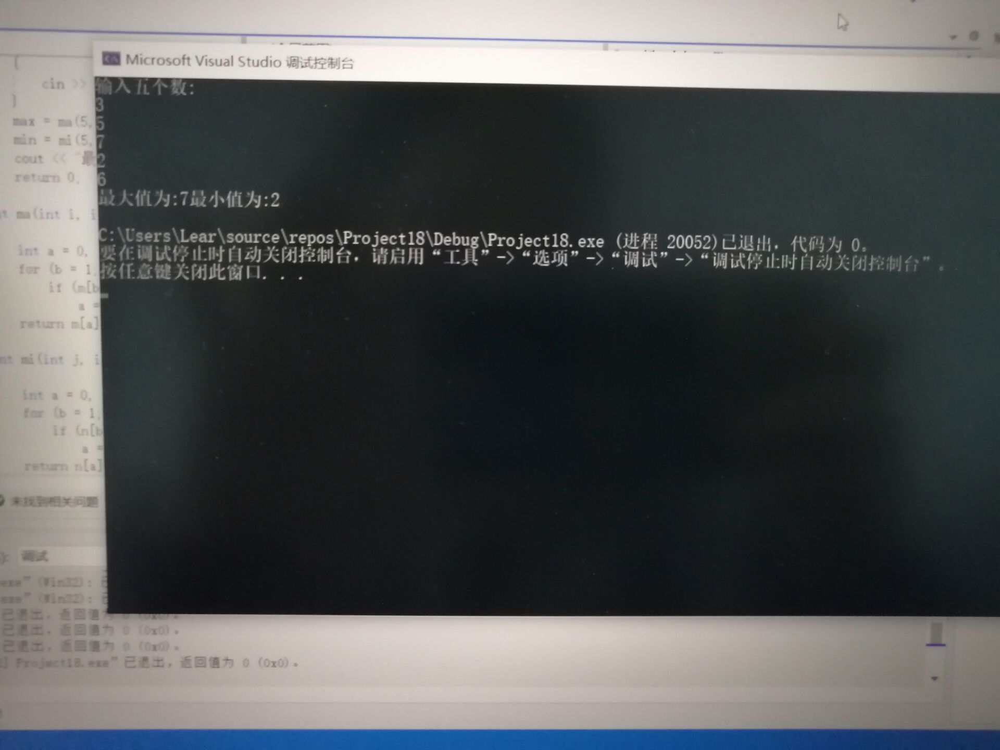 Microsoft Visual Studio 调试控制台
{
cin >>
}
max = ma(5,
min = mi(5,
cout << "最
return 0;
ma(int i, i
int a = 0,
for (b = 1
if (m[b
a =
return m[a]
mi(int j, i
int a = 0,
for (b = 1;
if (n[b
a =
return n[a]
输入五个数:
3
5
7
2
6
最大值为:7最小值为:2
C:\Users\Lear\source\repos\Project18\Debug\Project18.exe (进程 20052)已退出，代码为 0。
要在调试停止时自动关闭控制台，请启用“工具”->“选项”->“调试”->“调试停止时自动关闭控制台”。
按任意键关闭此窗口. . .
未找到相关问题
调试
exe" (Win32):
exe" (Win32):
已退出，返回值为 0 (0x0)。
已退出，返回值为 0 (0x0)。
已退出，返回值为 0 (0x0)。
] Project18.exe" 已退出，返回值为 0 (0x0)。